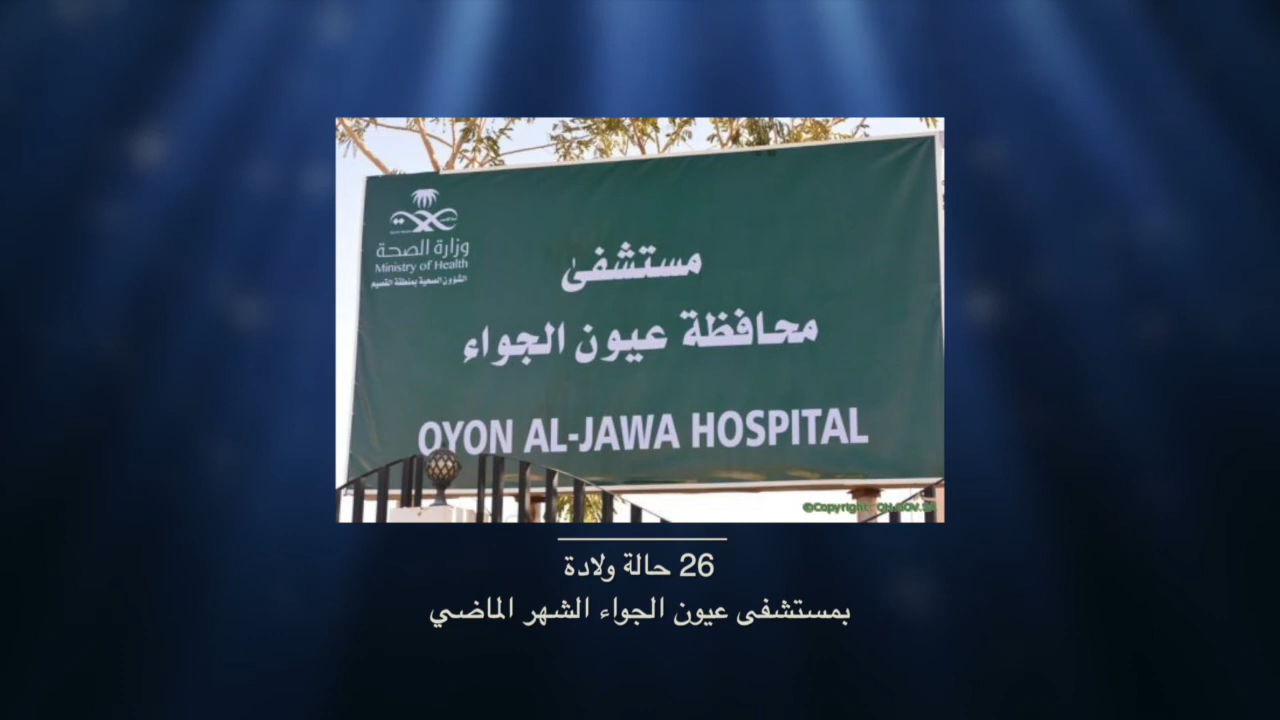 وزارة الصحة
Ministry of Health
الشؤون الصحية بمنطقة القصيم
مستشفى
محافظة عيون الجواء
OYON AL-JAWA HOSPITAL
©Copyright
26 حالة ولادة
بمستشفى عيون الجواء الشهر الماضي